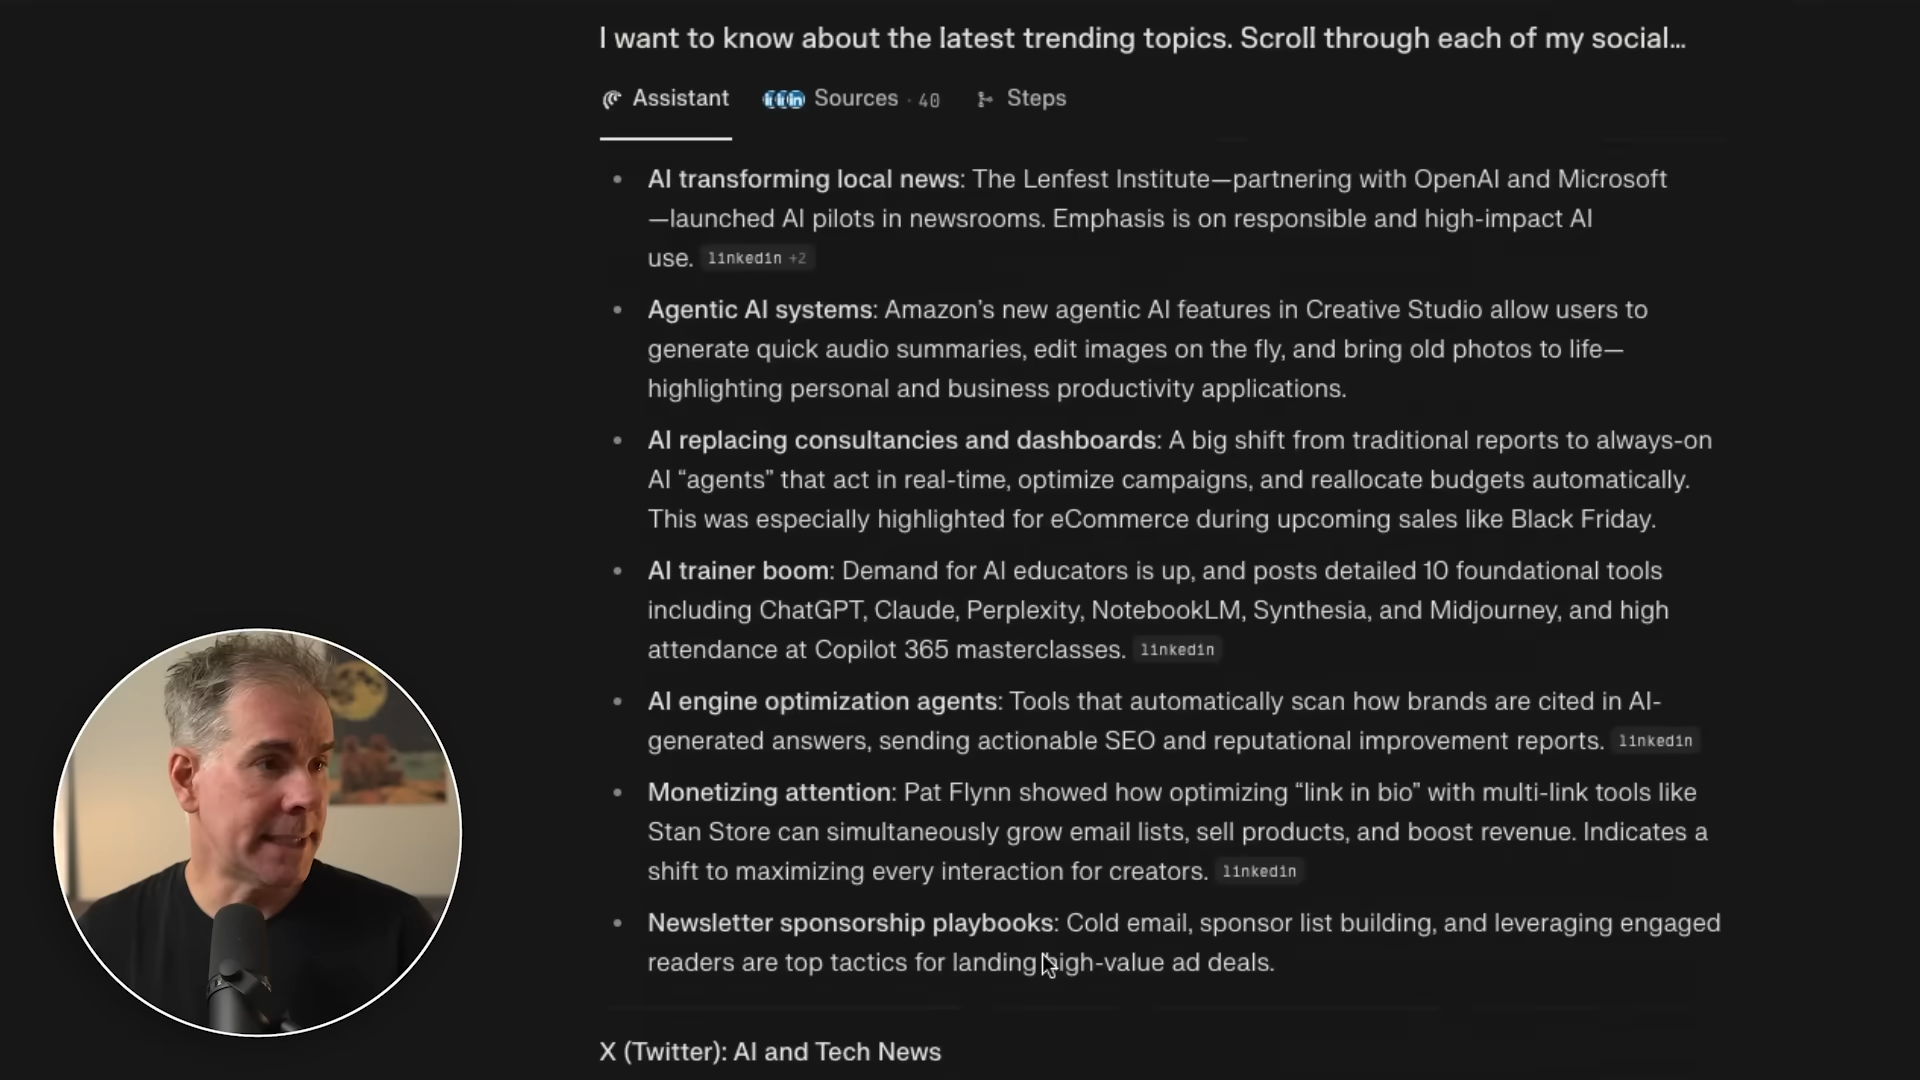 I want to know about the latest trending topics. Scroll through each of my social...
Assistant
Sources · 40
Steps
AI transforming local news: The Lenfest Institute—partnering with OpenAI and Microsoft
—launched AI pilots in newsrooms. Emphasis is on responsible and high-impact AI
use. linkedin +2
Agentic AI systems: Amazon’s new agentic AI features in Creative Studio allow users to
generate quick audio summaries, edit images on the fly, and bring old photos to life—
highlighting personal and business productivity applications.
AI replacing consultancies and dashboards: A big shift from traditional reports to always-on
AI “agents” that act in real-time, optimize campaigns, and reallocate budgets automatically.
This was especially highlighted for eCommerce during upcoming sales like Black Friday.
AI trainer boom: Demand for AI educators is up, and posts detailed 10 foundational tools
including ChatGPT, Claude, Perplexity, NotebookLM, Synthesia, and Midjourney, and high
attendance at Copilot 365 masterclasses. linkedin
AI engine optimization agents: Tools that automatically scan how brands are cited in AI-
generated answers, sending actionable SEO and reputational improvement reports. linkedin
Monetizing attention: Pat Flynn showed how optimizing “link in bio” with multi-link tools like
Stan Store can simultaneously grow email lists, sell products, and boost revenue. Indicates a
shift to maximizing every interaction for creators. linkedin
Newsletter sponsorship playbooks: Cold email, sponsor list building, and leveraging engaged
readers are top tactics for landing high-value ad deals.
X (Twitter): AI and Tech News